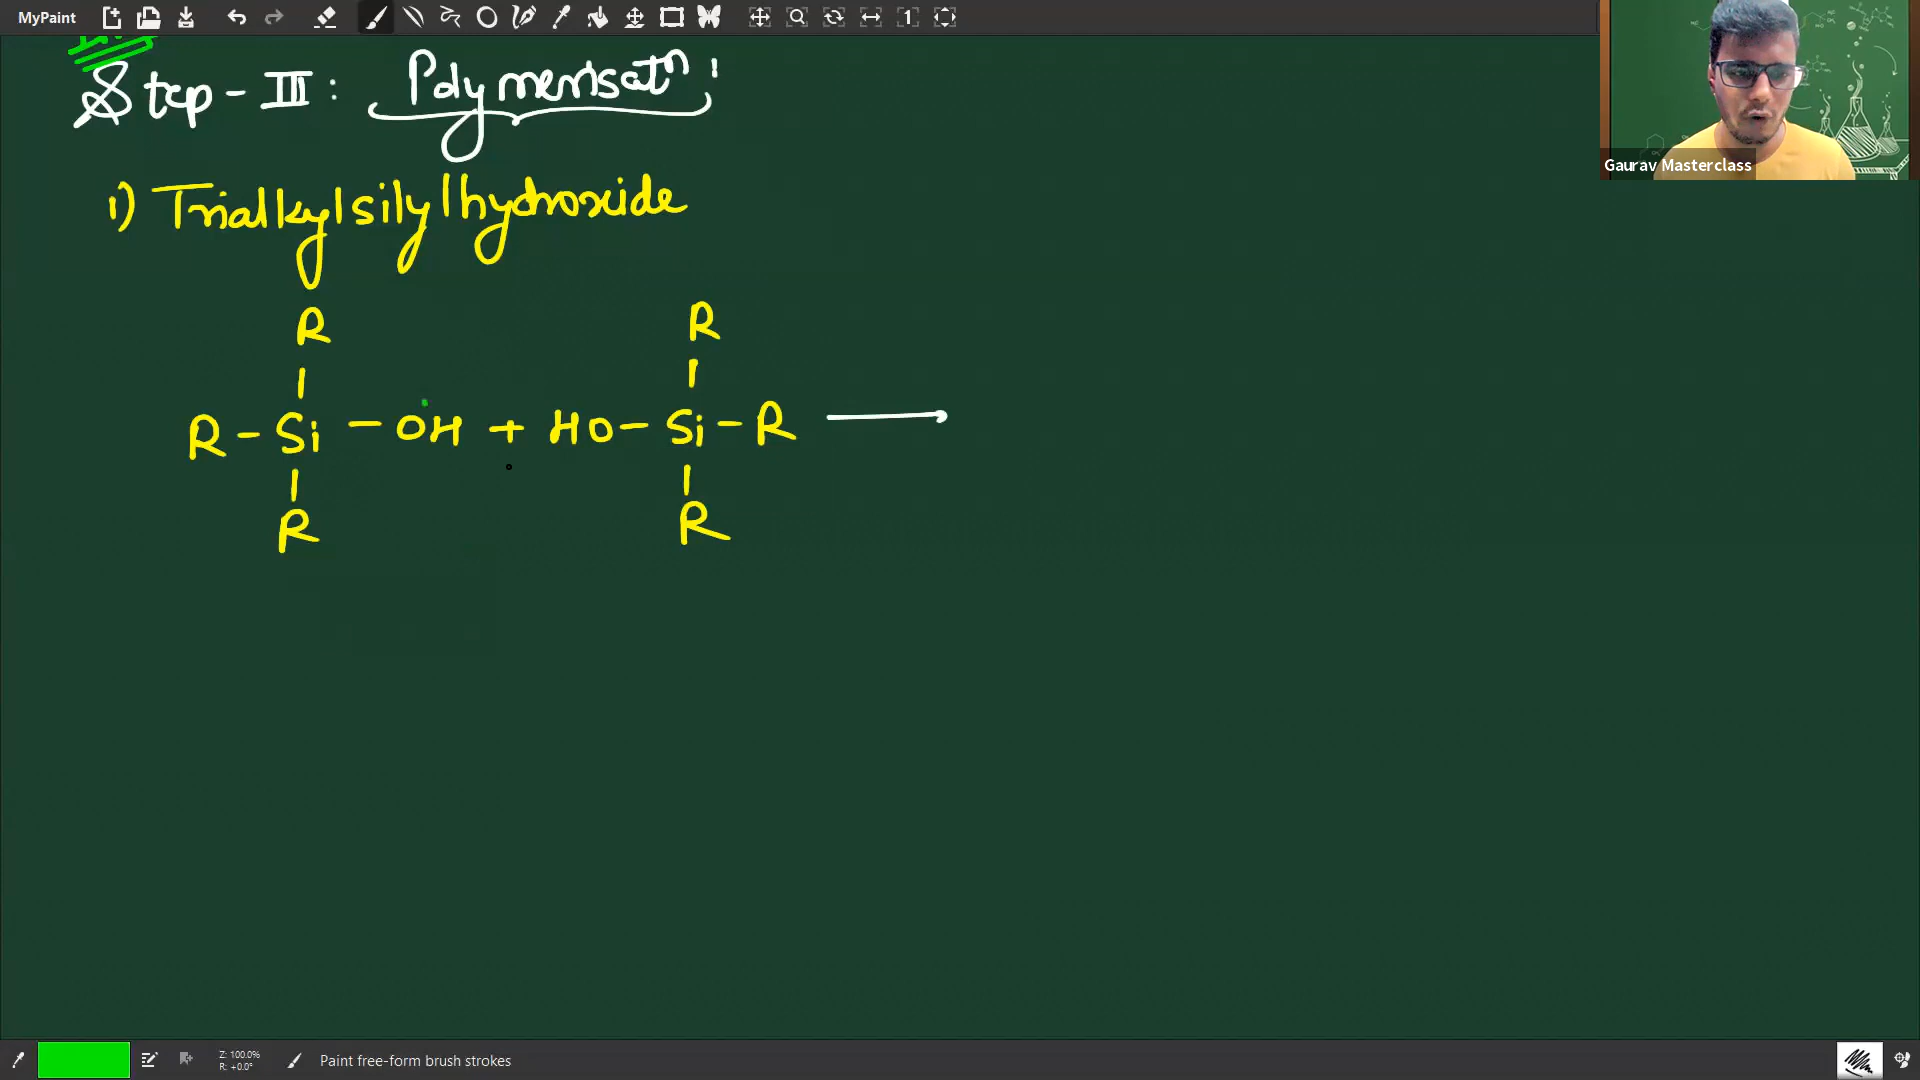 MyPaint
Step-III: Polymerisatn:
1) Trialkylsilylhydroxide
R R
R-Si-OH + HO-Si-R
R R
Gaurav Masterclass
Z: 100.0%
R: +0.0°
Paint free-form brush strokes